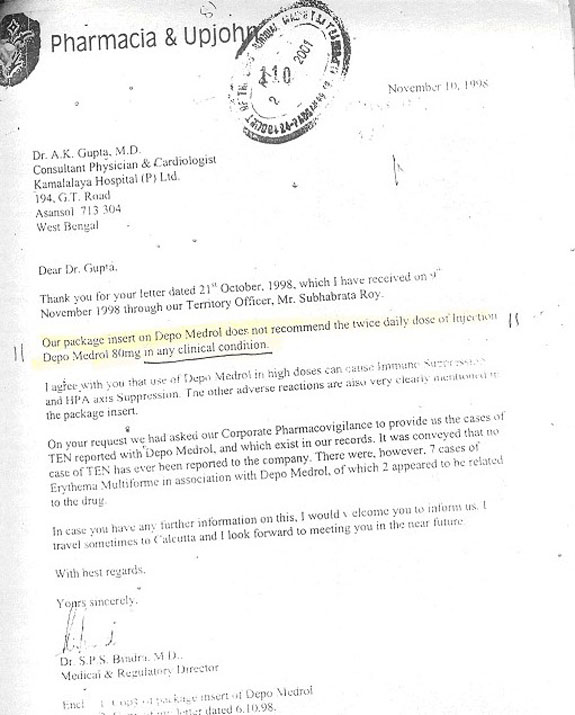 Pharmacia & Upjohn
2001
November 10, 1998
Dr. A.K. Gupta, M.D.
Consultant Physician & Cardiologist
Kamalalaya Hospital (P) Ltd.
194, G.T. Road
Asansol 713 304
West Bengal
Dear Dr. Gupta,
Thank you for your letter dated 21st October, 1998, which I have received on 9th
November 1998 through our Territory Officer, Mr. Subhabrata Roy.
Our package insert on Depo Medrol does not recommend the twice daily dose of Injection
Depo Medrol 80mg in any clinical condition.
I agree with you that use of Depo Medrol in high doses can cause Immune Suppression
and HPA axis Suppression. The other adverse reactions are also very clearly mentioned in
the package insert.
On your request we had asked our Corporate Pharmacovigilance to provide us the cases of
TEN reported with Depo Medrol, and which exist in our records. It was conveyed that no
case of TEN has ever been reported to the company. There were, however, 7 cases of
Erythema Multiforme in association with Depo Medrol, of which 2 appeared to be related
to the drug.
In case you have any further information on this, I would welcome you to inform us. I
travel sometimes to Calcutta and I look forward to meeting you in the near future.
With best regards,
Yours sincerely,
Dr. S.P.S. Bindra, M.D.,
Medical & Regulatory Director
Encl 1. Copy of package insert of Depo Medrol
letter dated 6.10.98.